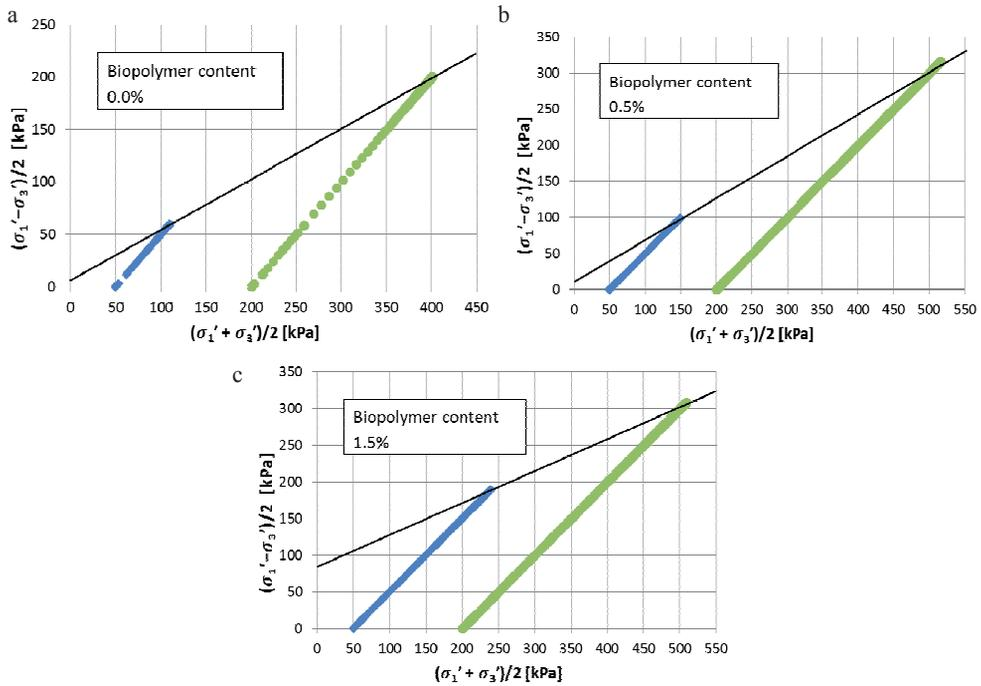 a
250
200
150
100
50
0
Biopolymer content
0.0%
(σ₁′−σ₃′)/2 [kPa]
0 50 100 150 200 250 300 350 400 450
(σ₁′ + σ₃′)/2 [kPa]
b
350
300
250
200
150
100
50
0
Biopolymer content
0.5%
(σ₁′−σ₃′)/2 [kPa]
0 50 100 150 200 250 300 350 400 450 500 550
(σ₁′ + σ₃′)/2 [kPa]
c
350
300
250
200
150
100
50
0
Biopolymer content
1.5%
(σ₁′−σ₃′)/2 [kPa]
0 50 100 150 200 250 300 350 400 450 500 550
(σ₁′ + σ₃′)/2 [kPa]